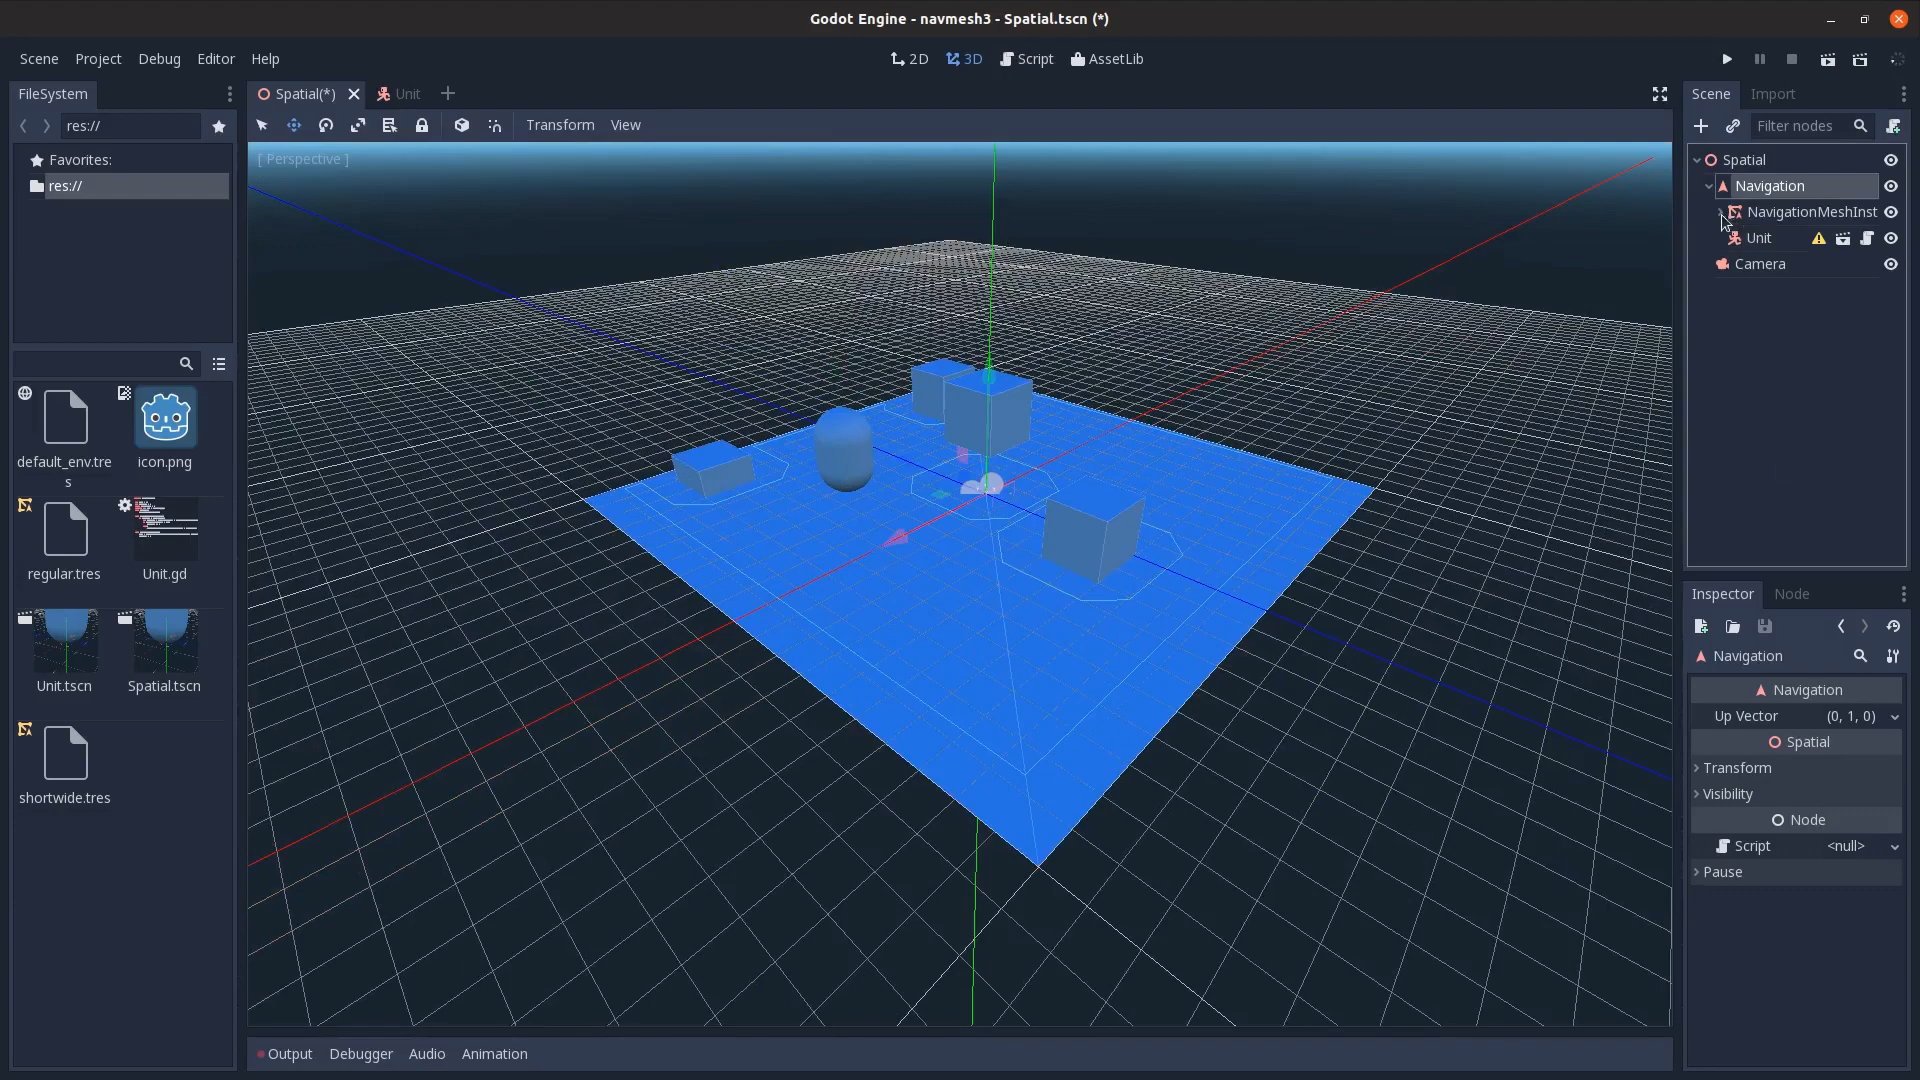 Godot Engine - navmesh3 - Spatial.tscn (*)
Scene Project Debug Editor Help
2D 3D Script AssetLib
FileSystem
Spatial(*) Unit
Scene Import
res://
Transform View
Filter nodes
[ Perspective ]
Favorites:
res://
Spatial
Navigation
NavigationMeshInst
Unit
Camera
default_env.tre
s
icon.png
regular.tres
Unit.gd
Unit.tscn
Spatial.tscn
shortwide.tres
Inspector Node
Navigation
Navigation
Up Vector (0, 1, 0)
Spatial
Transform
Visibility
Node
Script <null>
Pause
Output Debugger Audio Animation